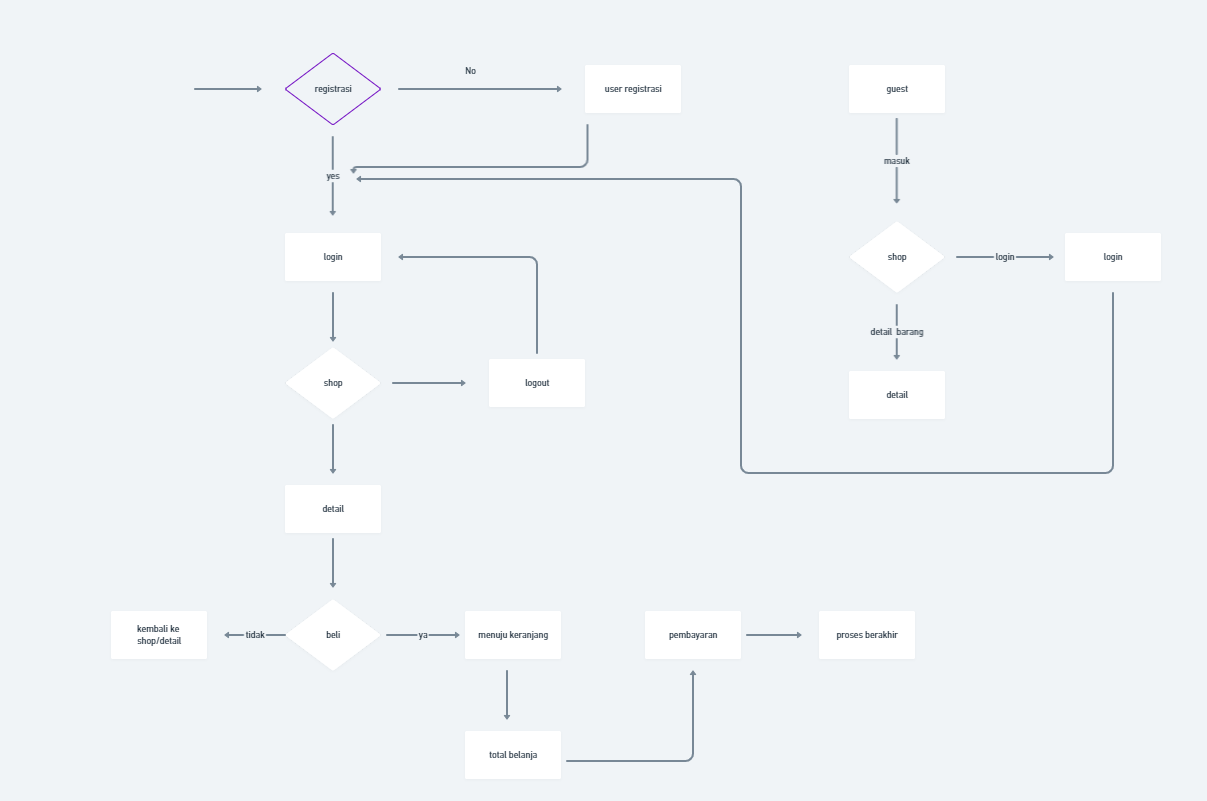 No
registrasi
user registrasi
guest
masuk
yes
login
shop
login
login
detail barang
shop
logout
detail
detail
kembali ke
shop/detail
tidak
beli
ya
menuju keranjang
pembayaran
proses berakhir
total belanja